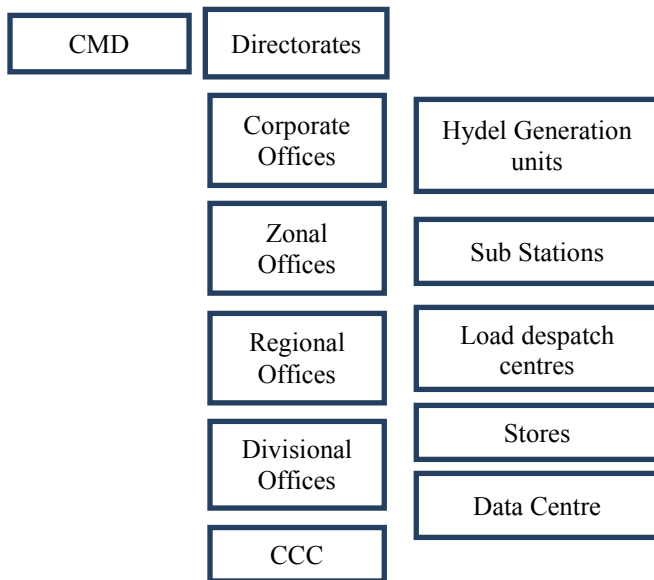 CMD
Directorates
Corporate
Offices
Hydel Generation
units
Zonal
Offices
Sub Stations
Regional
Offices
Load despatch
centres
Divisional
Offices
Stores
Data Centre
CCC